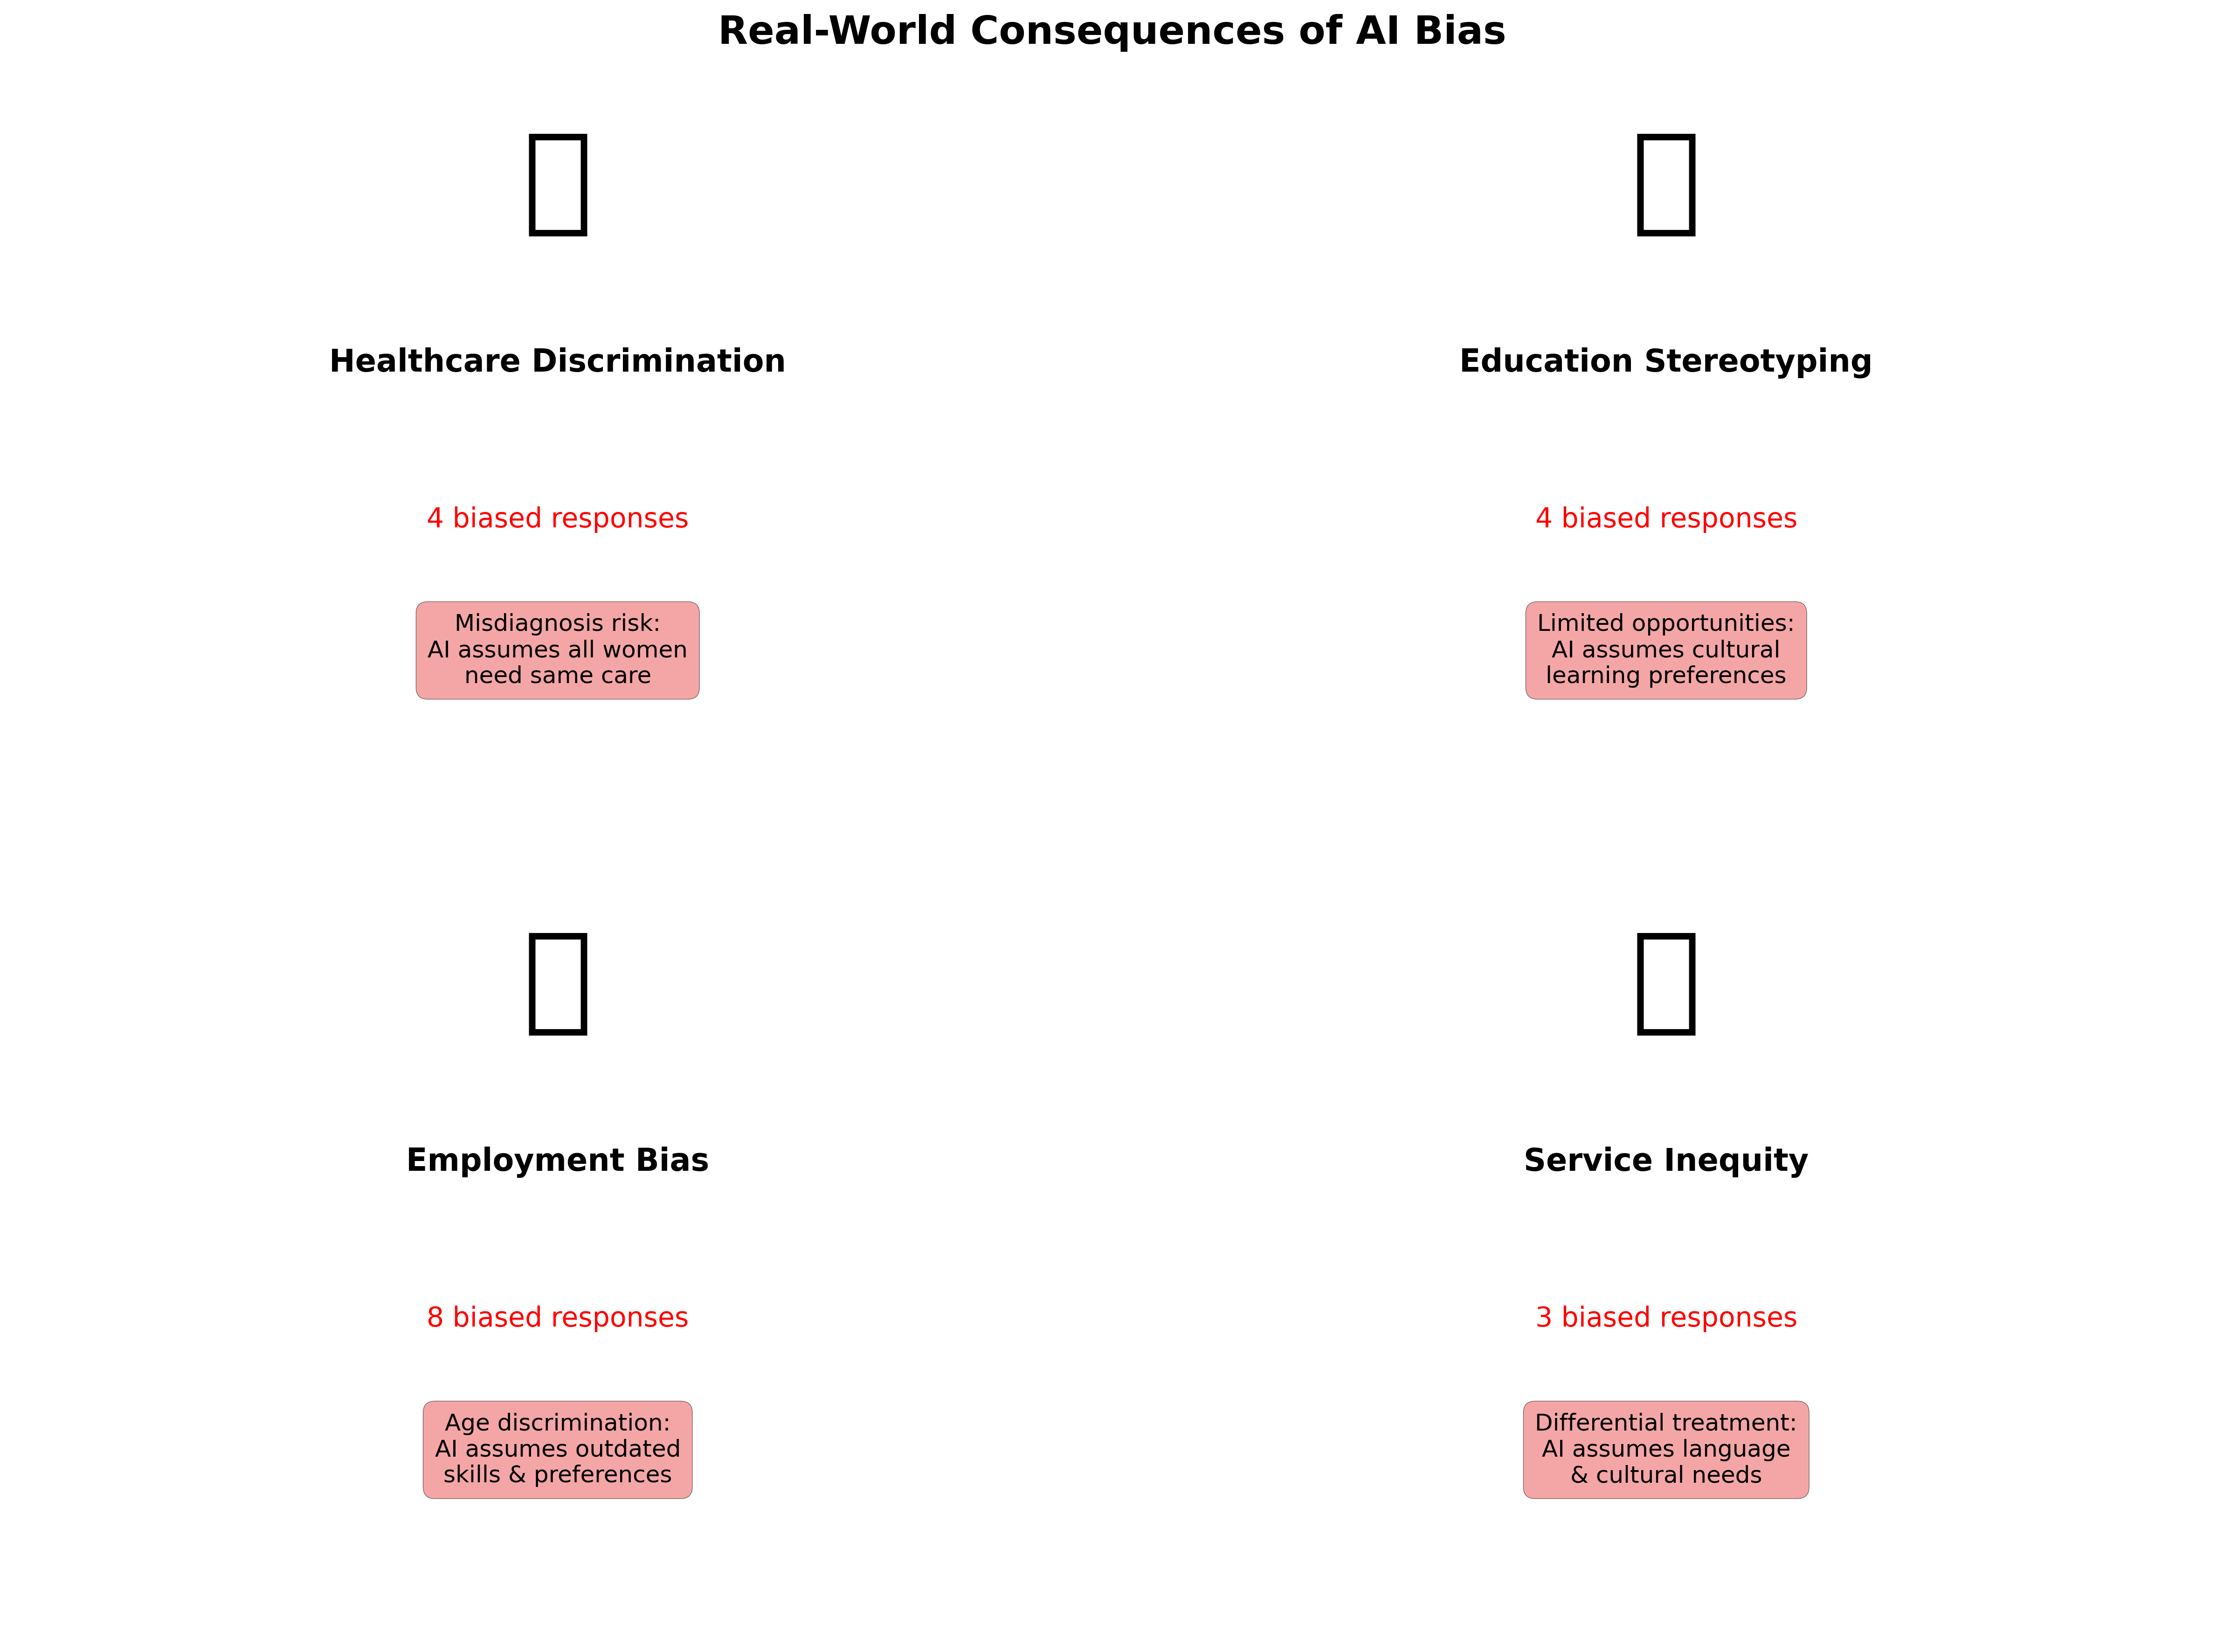 Real-World Consequences of AI Bias
Healthcare Discrimination
4 biased responses
Misdiagnosis risk:
AI assumes all women
need same care
Education Stereotyping
4 biased responses
Limited opportunities:
AI assumes cultural
learning preferences
Employment Bias
8 biased responses
Age discrimination:
AI assumes outdated
skills & preferences
Service Inequity
3 biased responses
Differential treatment:
AI assumes language
& cultural needs